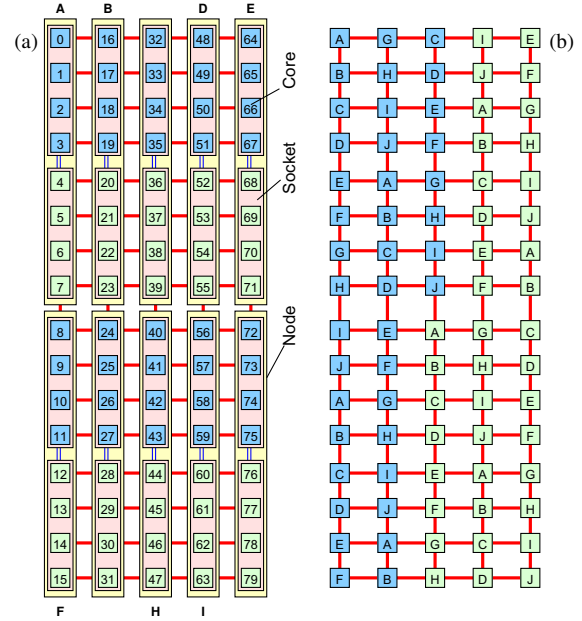 (a)
A B D E
0 16 32 48 64
1 17 33 49 65
2 18 34 50 66
3 19 35 51 67
4 20 36 52 68
5 21 37 53 69
6 22 38 54 70
7 23 39 55 71
8 24 40 56 72
9 25 41 57 73
10 26 42 58 74
11 27 43 59 75
12 28 44 60 76
13 29 45 61 77
14 30 46 62 78
15 31 47 63 79
F H I
Core
Socket
Node
(b)
A G C I E
B H D J F
C I E A G
D J F B H
E A G C I
F B H D J
G C I E A
H D J F B
I E A G C
J F B H D
A G C I E
B H D J F
C I E A G
D J F B H
E A G C I
F B H D J